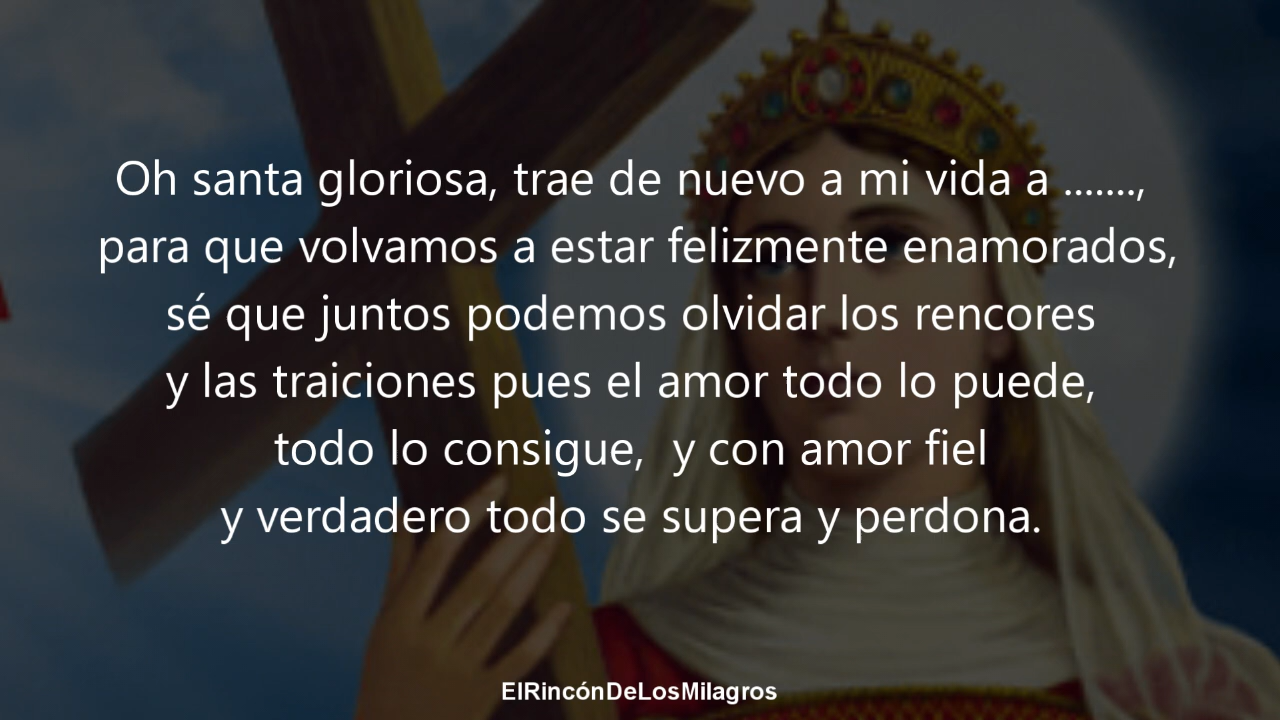 Oh santa gloriosa, trae de nuevo a mi vida a .......,
para que volvamos a estar felizmente enamorados,
sé que juntos podemos olvidar los rencores
y las traiciones pues el amor todo lo puede,
todo lo consigue,  y con amor fiel
y verdadero todo se supera y perdona.
ElRincónDeLosMilagros